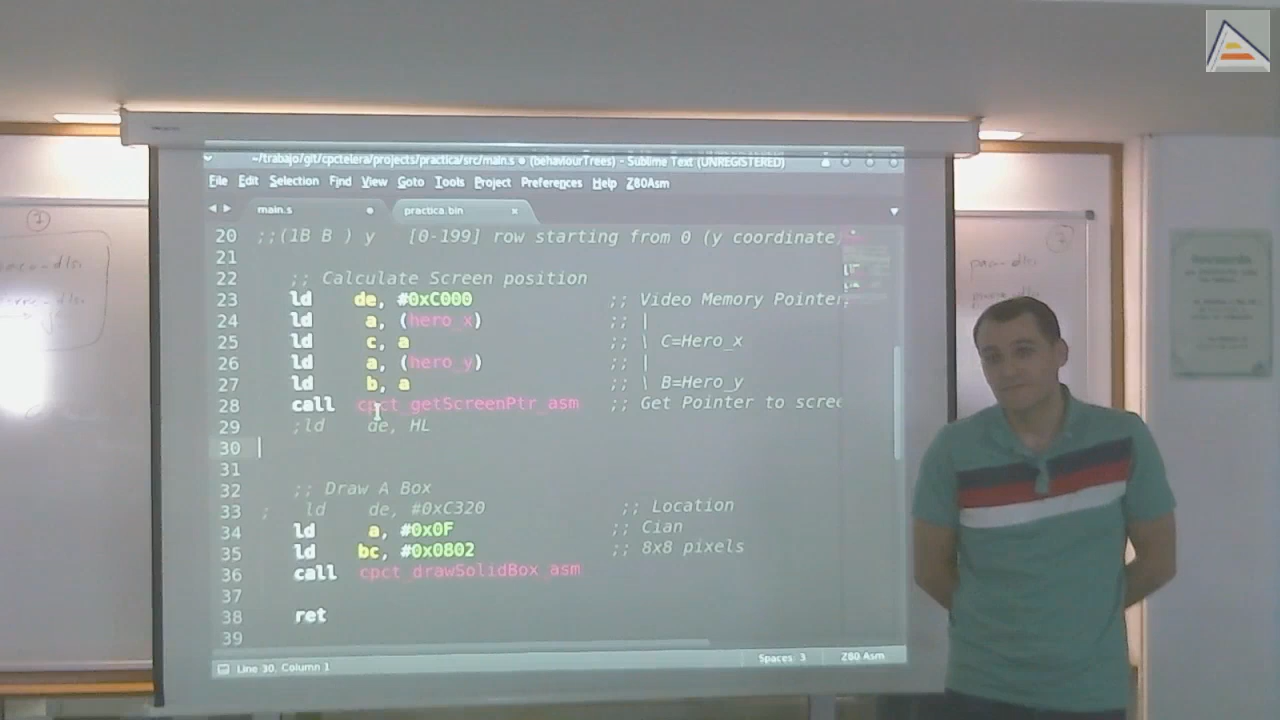 ~/trabajo/git/cpctelera/projects/practica/src/main.s • (behaviourTrees) - Sublime Text (UNREGISTERED)
File Edit Selection Find View Goto Tools Project Preferences Help Z80Asm
main.s practica.bin
20 ;;(1B B ) y [0-199] row starting from 0 (y coordinate
21
22 ;; Calculate Screen position
23 ld de, #0xC000 ;; Video Memory Pointer
24 ld a, (hero_x) ;; |
25 ld c, a ;; \ C=Hero_x
26 ld a, (hero_y) ;; |
27 ld b, a ;; \ B=Hero_y
28 call cpct_getScreenPtr_asm ;; Get Pointer to scree
29 ;ld de, HL
30
31
32 ;; Draw A Box
33 ; ld de, #0xC320 ;; Location
34 ld a, #0x0F ;; Cian
35 ld bc, #0x0802 ;; 8x8 pixels
36 call cpct_drawSolidBox_asm
37
38 ret
39
Line 30, Column 1 Spaces: 3 Z80 Asm